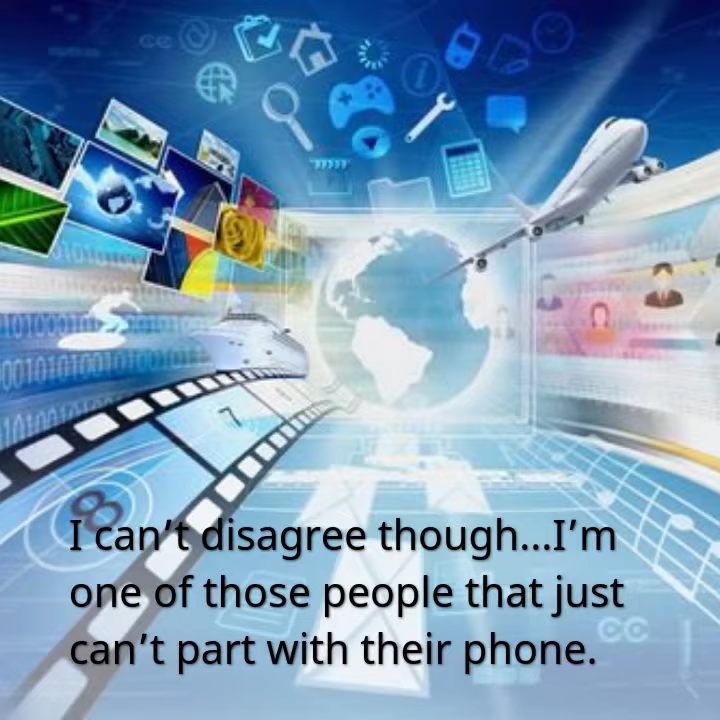 I can’t disagree though...I’m
one of those people that just
can’t part with their phone.